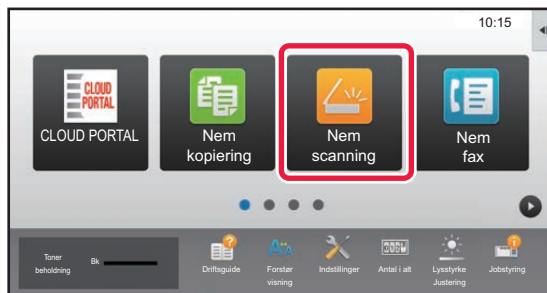 10:15
CLOUD
PORTAL
CLOUD PORTAL
Nem
kopiering
Nem
scanning
Nem
fax
Toner
beholdning
Bk
Driftsguide
Forstør
visning
Indstillinger
Antal i alt
Lysstyrke
Justering
Jobstyring